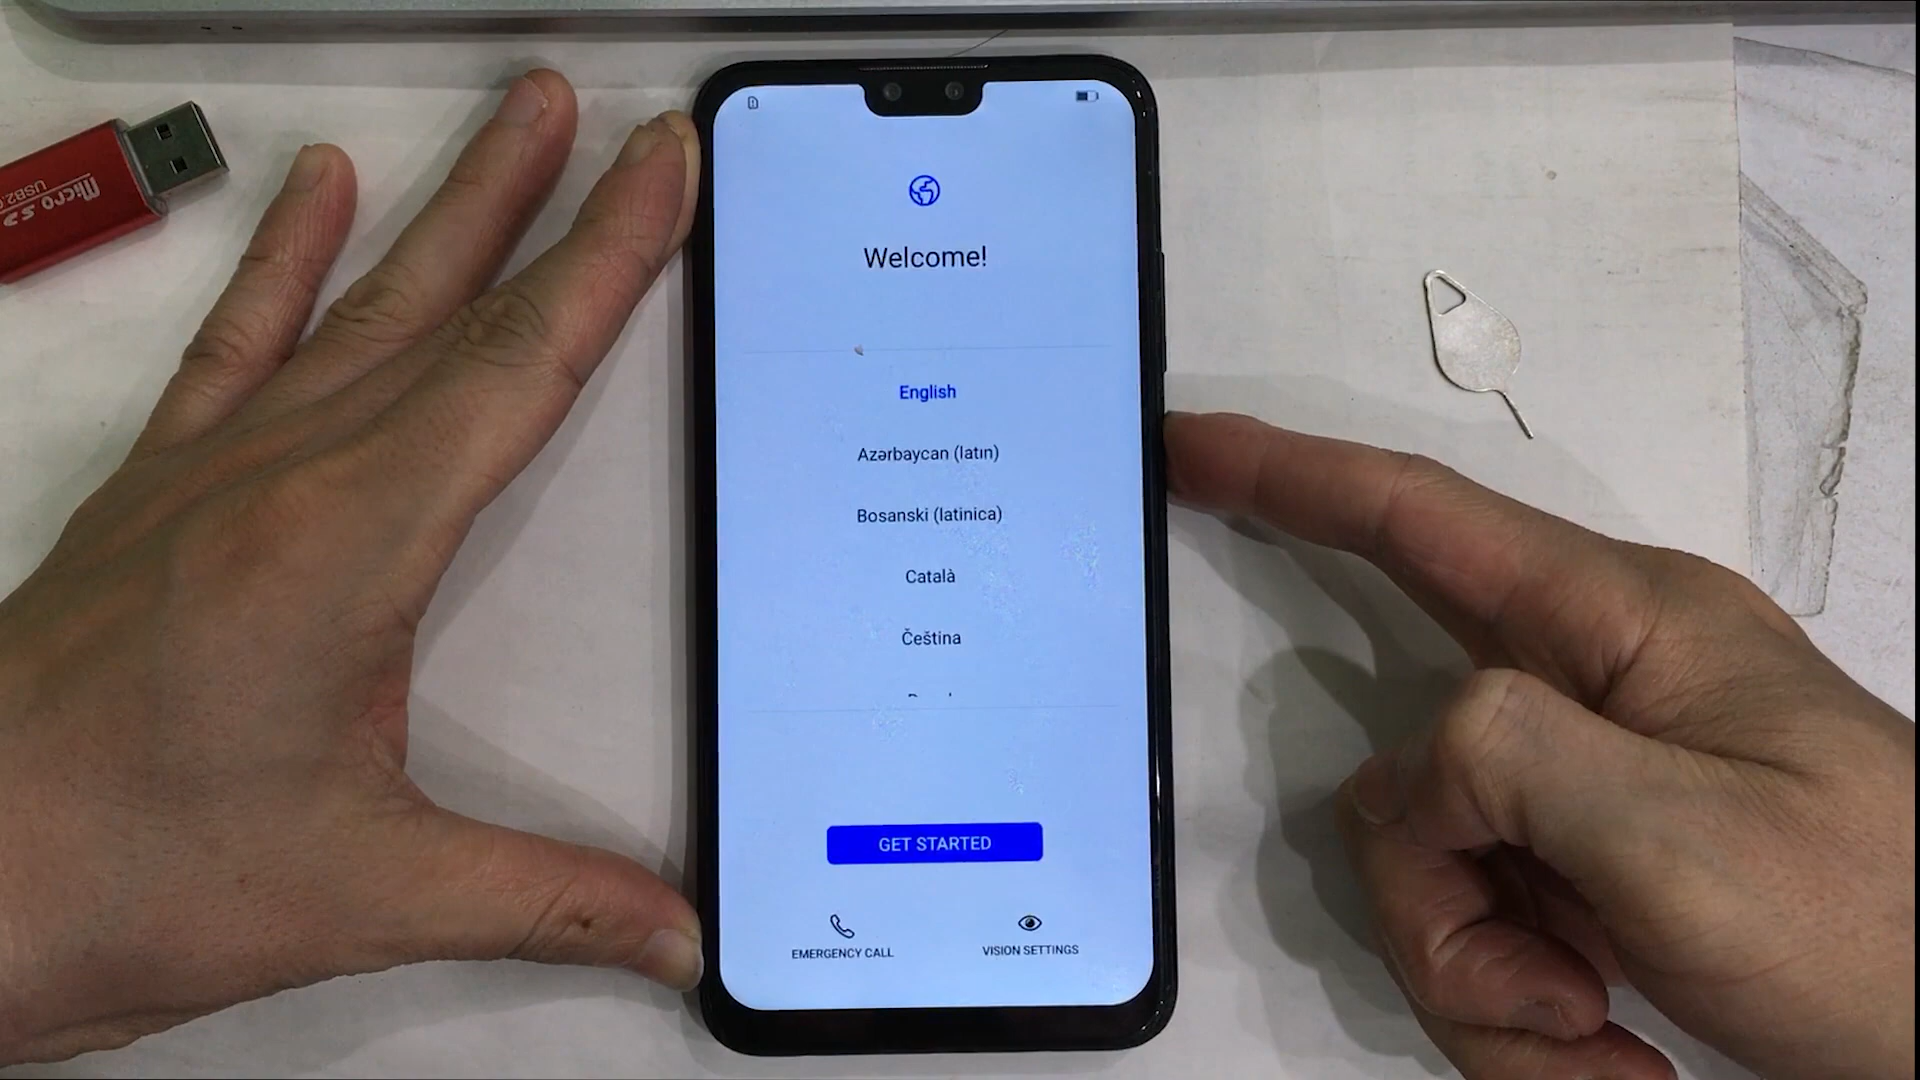 Micro SD
USB2.0
Welcome!
English
Azərbaycan (latın)
Bosanski (latinica)
Català
Čeština
GET STARTED
EMERGENCY CALL
VISION SETTINGS